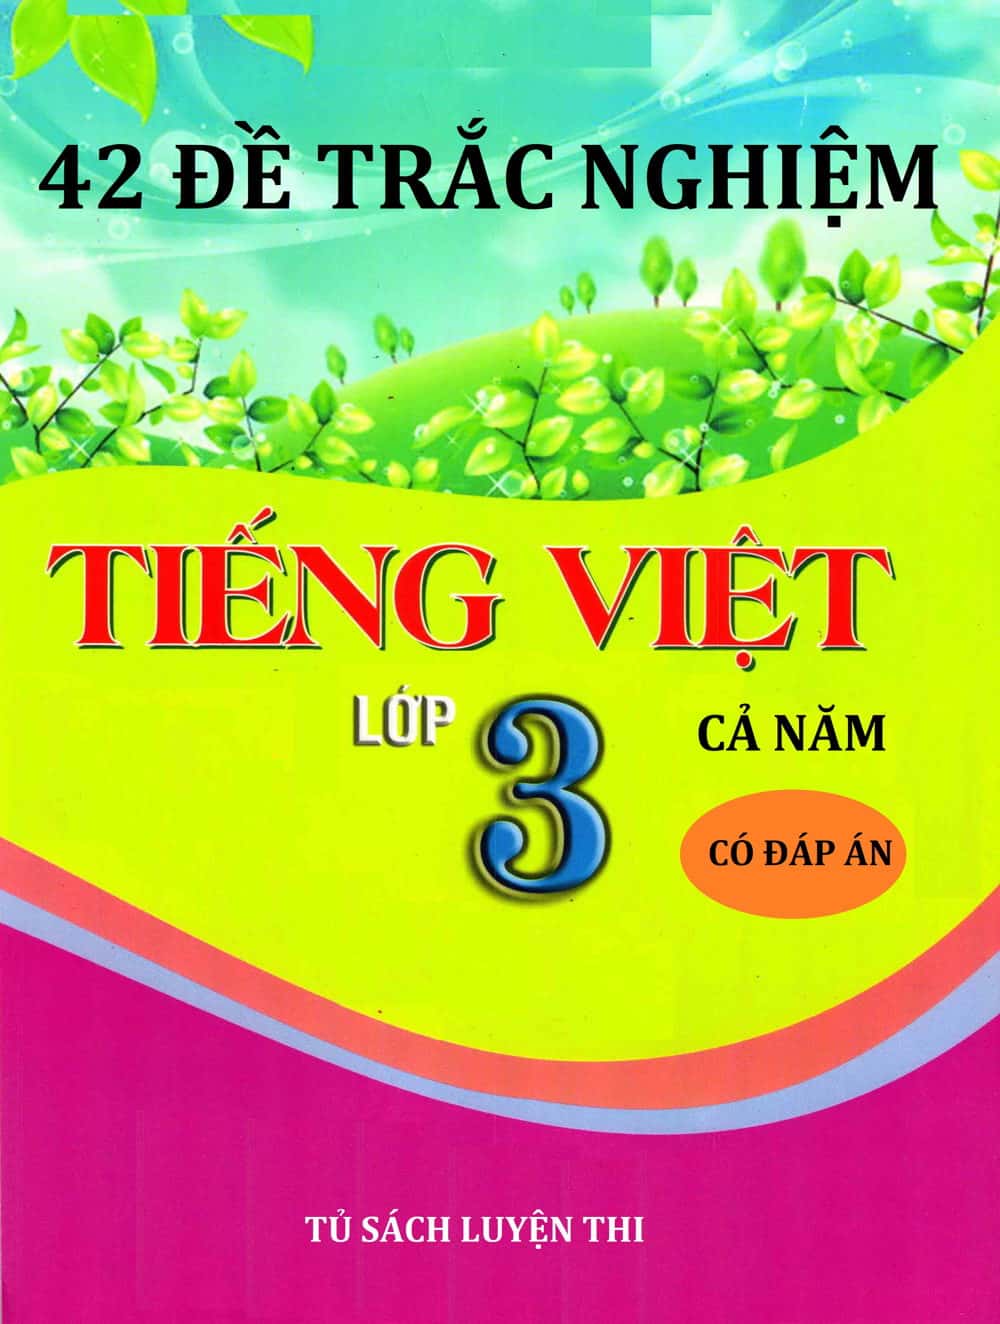 42 ĐỀ TRẮC NGHIỆM
TIẾNG VIỆT
LỚP 3
CẢ NĂM
CÓ ĐÁP ÁN
TỦ SÁCH LUYỆN THI